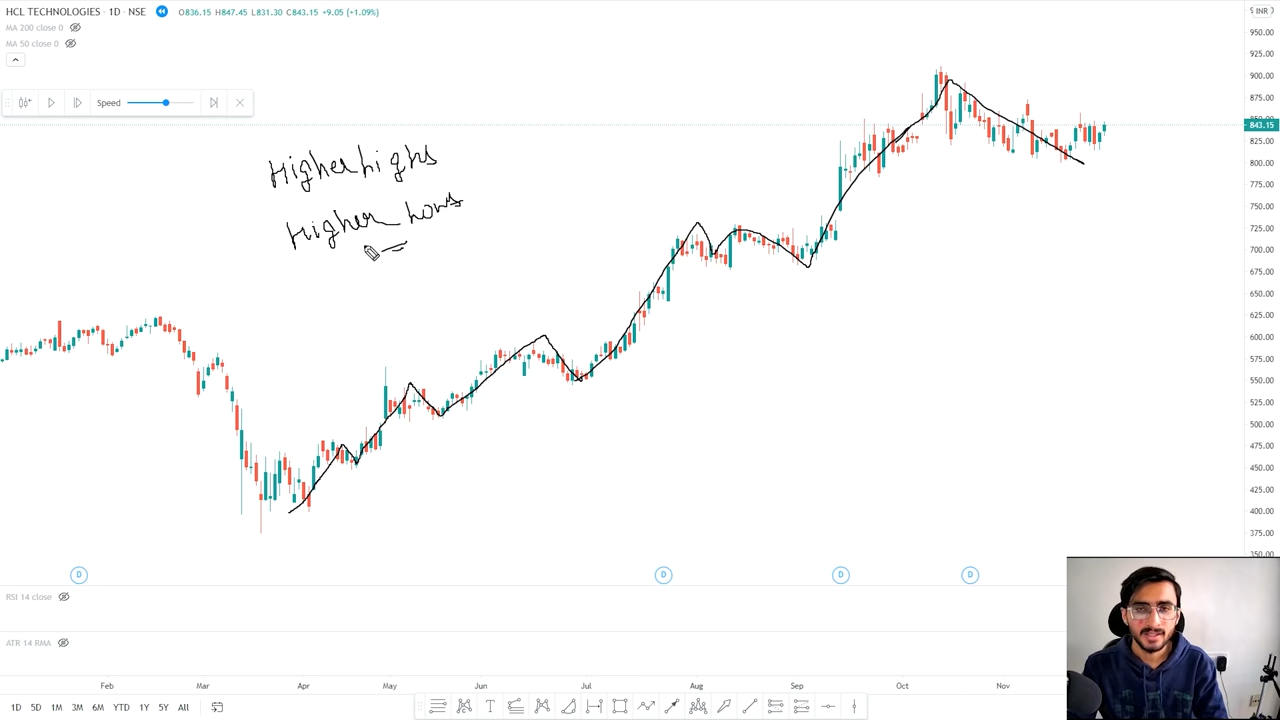 HCL TECHNOLOGIES · 1D · NSE O836.15 H847.45 L831.30 C843.15 +9.05 (+1.09%)
MA 200 close 0
MA 50 close 0
Speed
INR
950.00
925.00
900.00
875.00
843.15
825.00
800.00
775.00
750.00
725.00
700.00
675.00
650.00
625.00
600.00
575.00
550.00
525.00
500.00
475.00
450.00
425.00
400.00
375.00
350.00
Higher highs
Higher lows
D D D D
RSI 14 close
ATR 14 RMA
Feb Mar Apr May Jun Jul Aug Sep Oct Nov
1D 5D 1M 3M 6M YTD 1Y 5Y All